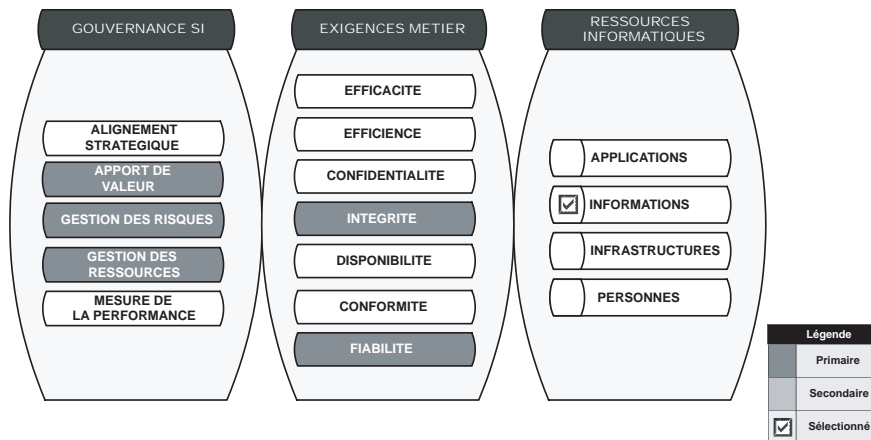 GOUVERNANCE SI
ALIGNEMENT
STRATEGIQUE
APPORT DE
VALEUR
GESTION DES RISQUES
GESTION DES
RESSOURCES
MESURE DE
LA PERFORMANCE
EXIGENCES METIER
EFFICACITE
EFFICIENCE
CONFIDENTIALITE
INTEGRITE
DISPONIBILITE
CONFORMITE
FIABILITE
RESSOURCES
INFORMATIQUES
APPLICATIONS
INFORMATIONS
INFRASTRUCTURES
PERSONNES
Légende
Primaire
Secondaire
Sélectionné